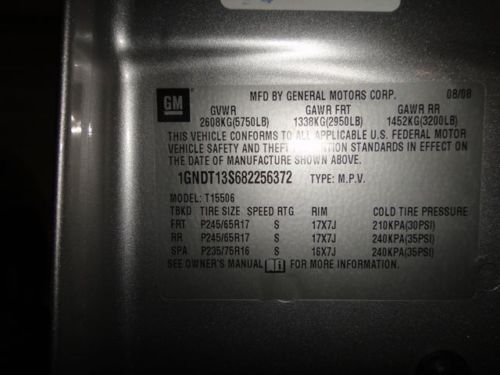 GM
MFD BY GENERAL MOTORS CORP. 08/08
GVWR GAWR FRT GAWR RR
2608KG(5750LB) 1338KG(2950LB) 1452KG(3200LB)
THIS VEHICLE CONFORMS TO ALL APPLICABLE U.S. FEDERAL MOTOR
VEHICLE SAFETY AND THEFT PREVENTION STANDARDS IN EFFECT ON
THE DATE OF MANUFACTURE SHOWN ABOVE.
1GNDT13S682256372 TYPE: M.P.V.
MODEL: T15506
TBKD TIRE SIZE SPEED RTG RIM COLD TIRE PRESSURE
FRT P245/65R17 S 17X7J 210KPA(30PSI)
RR P245/65R17 S 17X7J 240KPA(35PSI)
SPA P235/75R16 S 16X7J 240KPA(35PSI)
SEE OWNER'S MANUAL i FOR MORE INFORMATION.